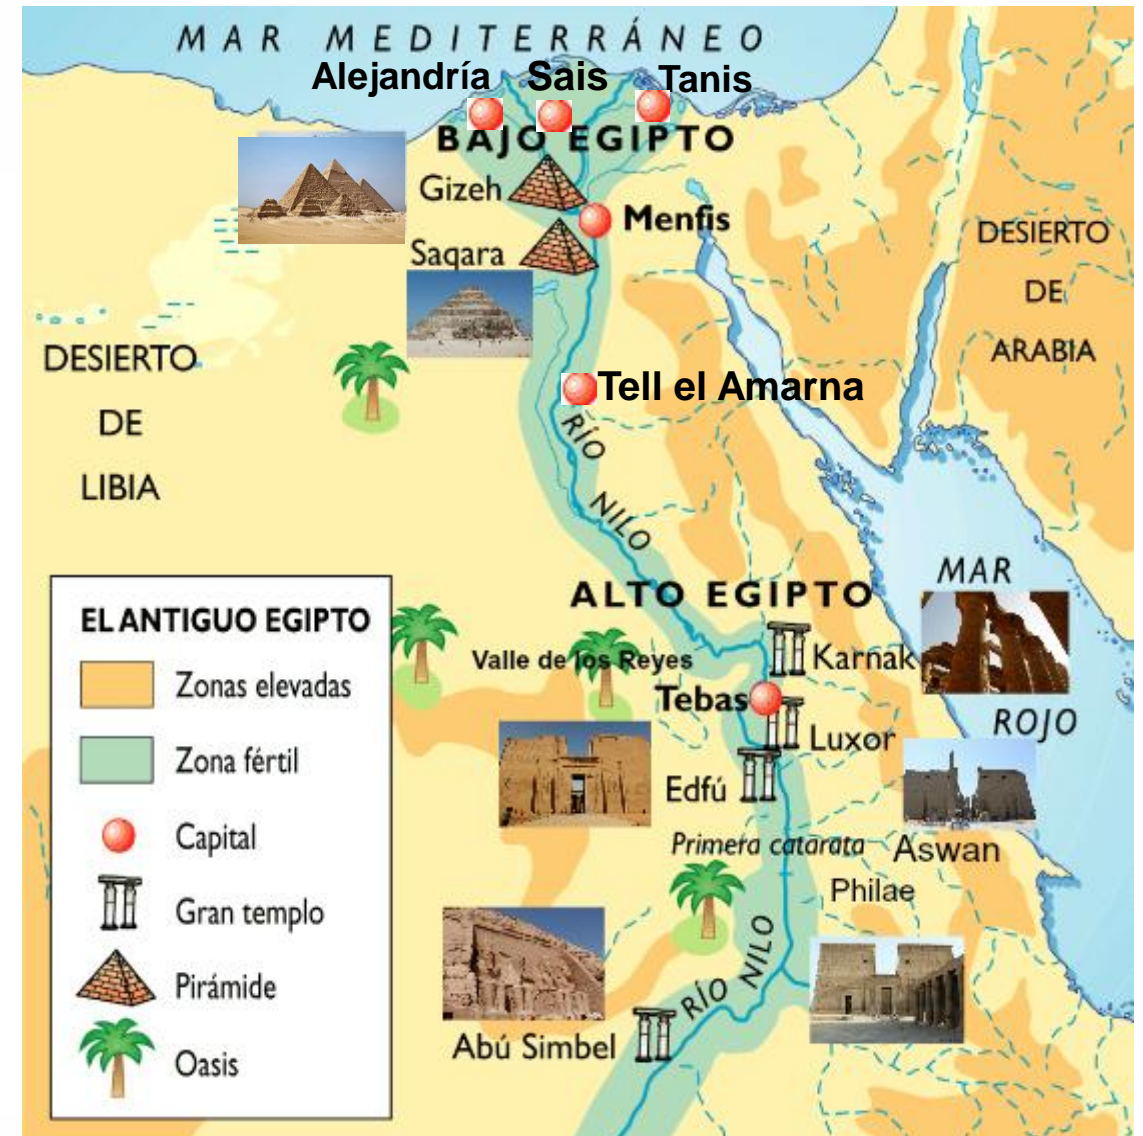 MAR MEDITERRÁNEO
Alejandría Sais Tanis
BAJO EGIPTO
Gizeh
Menfis
Saqara
DESIERTO
DE
ARABIA
DESIERTO
DE
LIBIA
Tell el Amarna
RÍO
NILO
ALTO EGIPTO
MAR
ROJO
Valle de los Reyes
Karnak
Tebas
Luxor
Edfú
Primera catarata
Aswan
Philae
RÍO NILO
Abú Simbel
EL ANTIGUO EGIPTO
Zonas elevadas
Zona fértil
Capital
Gran templo
Pirámide
Oasis